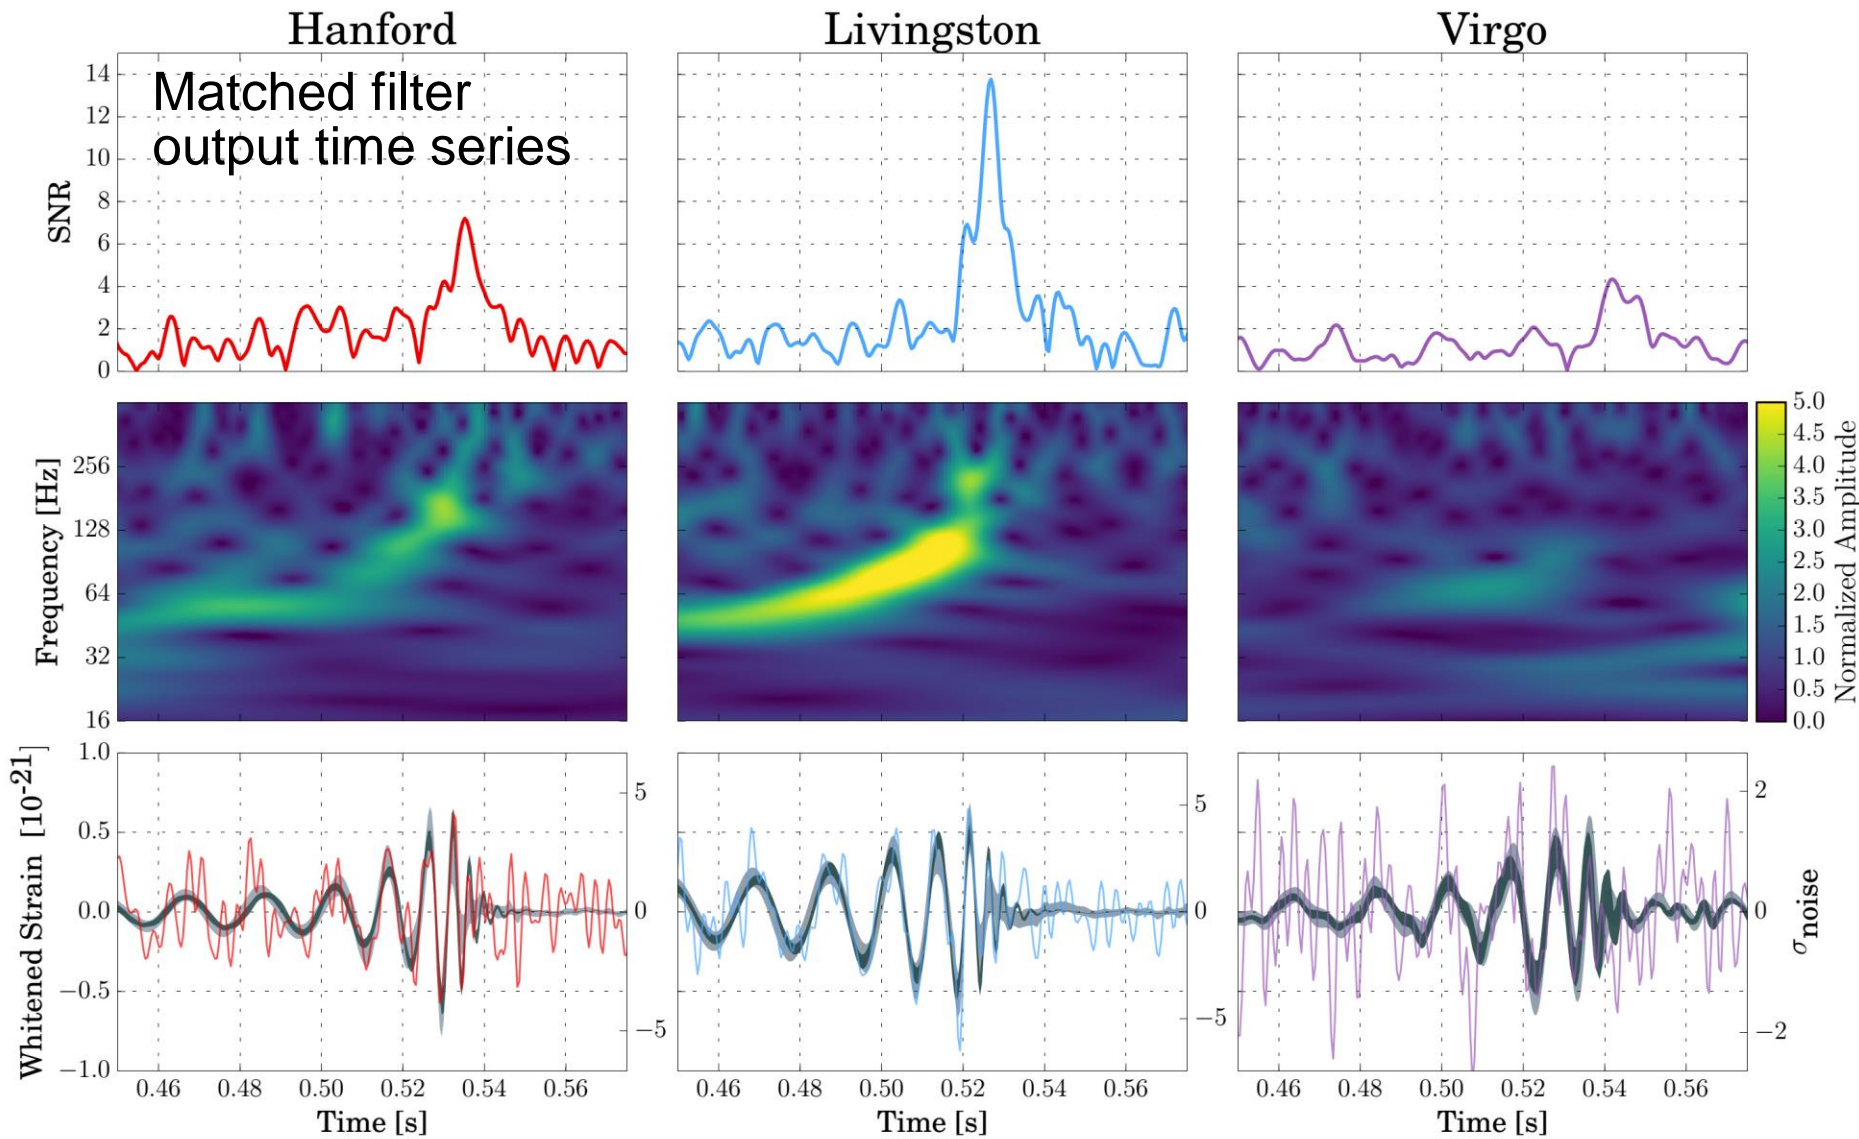 Hanford
Livingston
Virgo
Matched filter
output time series
SNR
14
12
10
8
6
4
2
0
Frequency [Hz]
256
128
64
32
16
5.0
4.5
4.0
3.5
3.0
2.5
2.0
1.5
1.0
0.5
0.0
Normalized Amplitude
Whitened Strain [10-21]
1.0
0.5
0.0
−0.5
−1.0
5
0
−5
5
0
−5
2
0
−2
σnoise
0.46 0.48 0.50 0.52 0.54 0.56
0.46 0.48 0.50 0.52 0.54 0.56
0.46 0.48 0.50 0.52 0.54 0.56
Time [s]
Time [s]
Time [s]